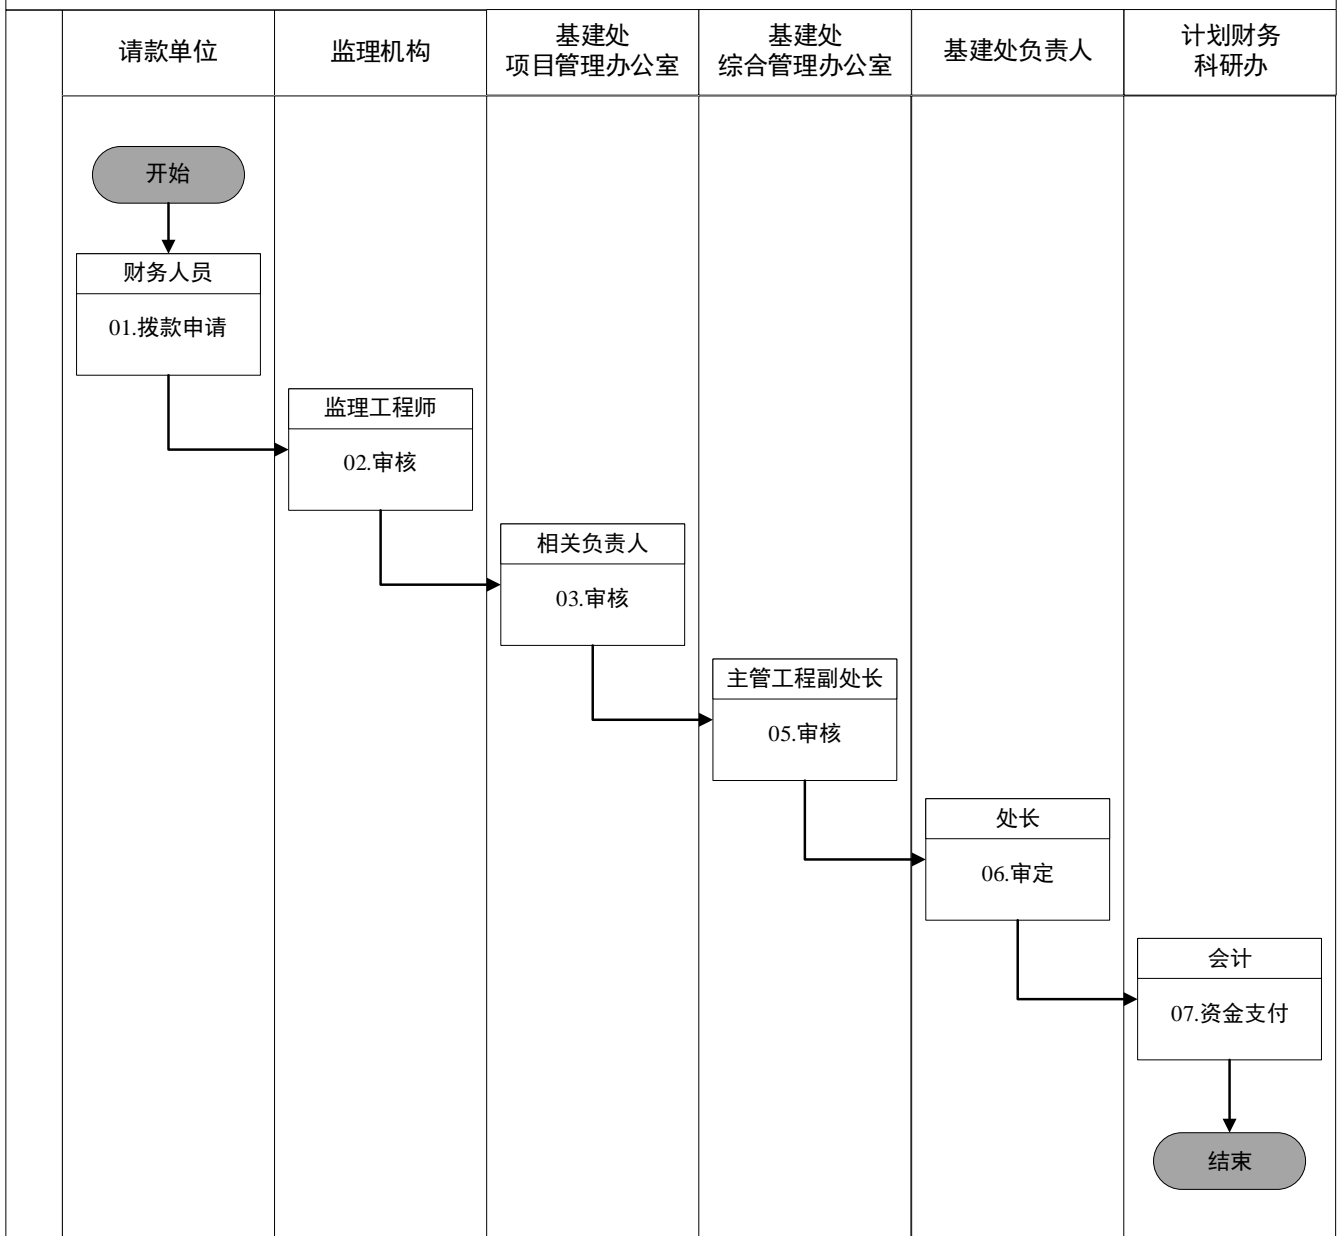 请款单位
监理机构
基建处
项目管理办公室
基建处
综合管理办公室
基建处负责人
计划财务
科研办
开始
财务人员
01.拨款申请
监理工程师
02.审核
相关负责人
03.审核
主管工程副处长
05.审核
处长
06.审定
会计
07.资金支付
结束